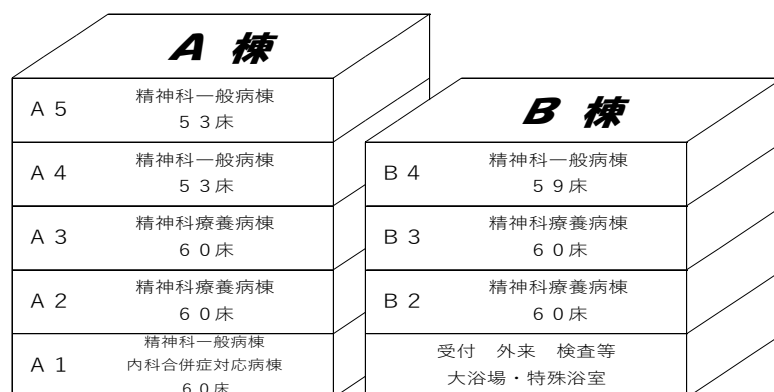 A 棟
A 5
精神科一般病棟
5 3 床
A 4
精神科一般病棟
5 3 床
A 3
精神科療養病棟
6 0 床
A 2
精神科療養病棟
6 0 床
A 1
精神科一般病棟
内科合併症対応病棟
6 0 床
B 棟
B 4
精神科一般病棟
5 9 床
B 3
精神科療養病棟
6 0 床
B 2
精神科療養病棟
6 0 床
受付　外来　検査等
大浴場・特殊浴室